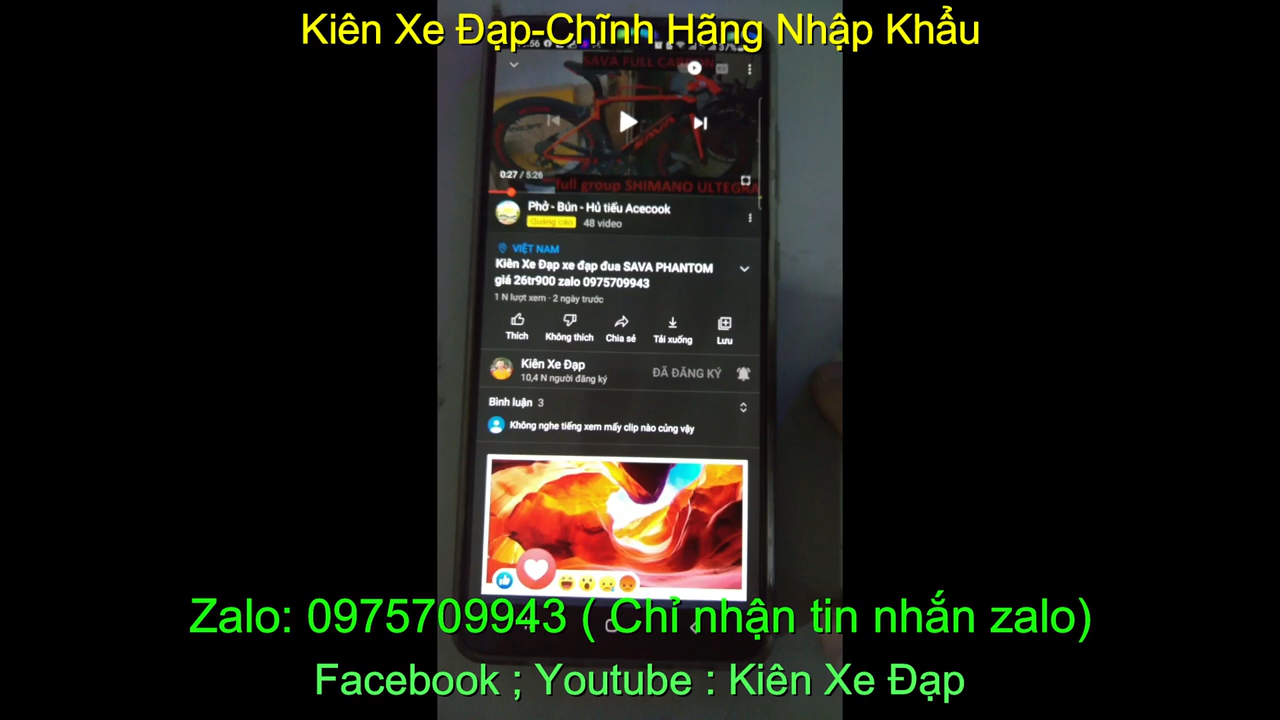 Kiên Xe Đạp-Chĩnh Hãng Nhập Khẩu
37%
SAVA FULL CARBON
SAVA
0:27 / 5:26
full group SHIMANO ULTEGRA
Phở - Bún - Hủ tiếu Acecook
Quảng cáo 48 video
VIỆT NAM
Kiên Xe Đạp xe đạp đua SAVA PHANTOM
giá 26tr900 zalo 0975709943
1 N lượt xem · 2 ngày trước
Thích Không thích Chia sẻ Tải xuống Lưu
Kiên Xe Đạp
10,4 N người đăng ký
ĐÃ ĐĂNG KÝ
Bình luận 3
Không nghe tiếng xem mấy clip nào củng vậy
Zalo: 0975709943 ( Chỉ nhận tin nhắn zalo)
Facebook ; Youtube : Kiên Xe Đạp